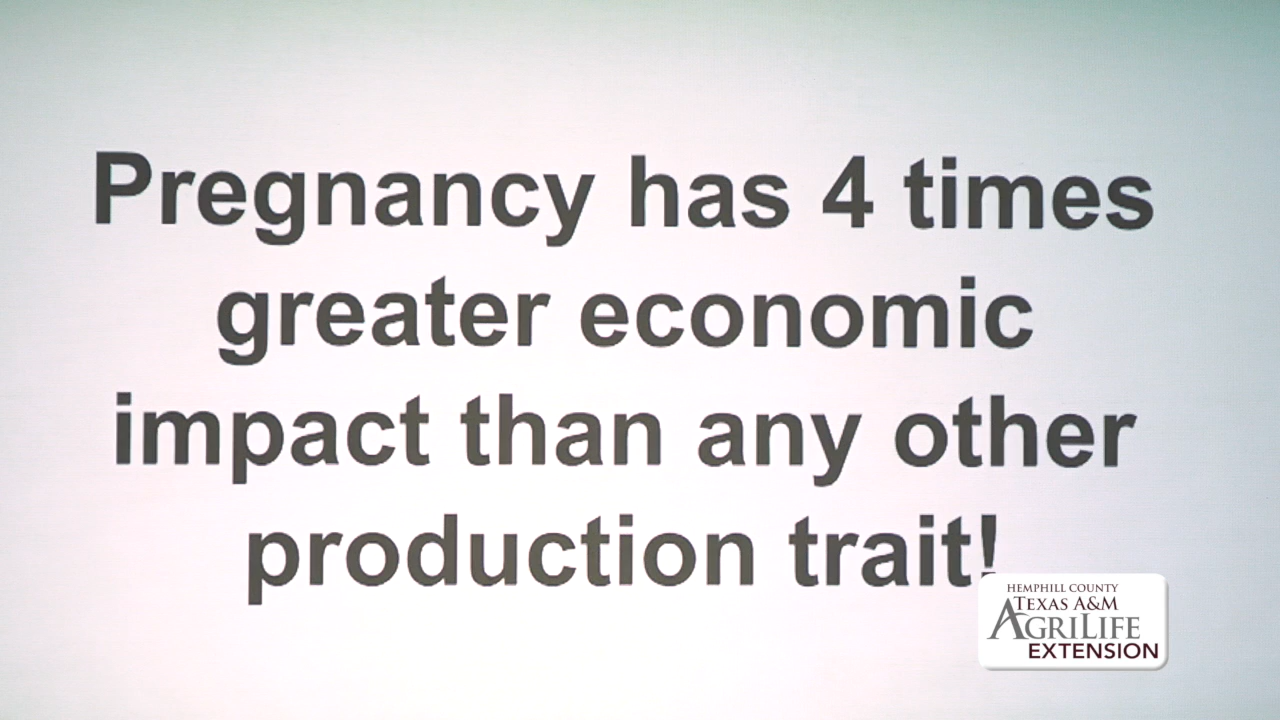 Pregnancy has 4 times
greater economic
impact than any other
production trait!
HEMPHILL COUNTY
TEXAS A&M
AGRILIFE
EXTENSION